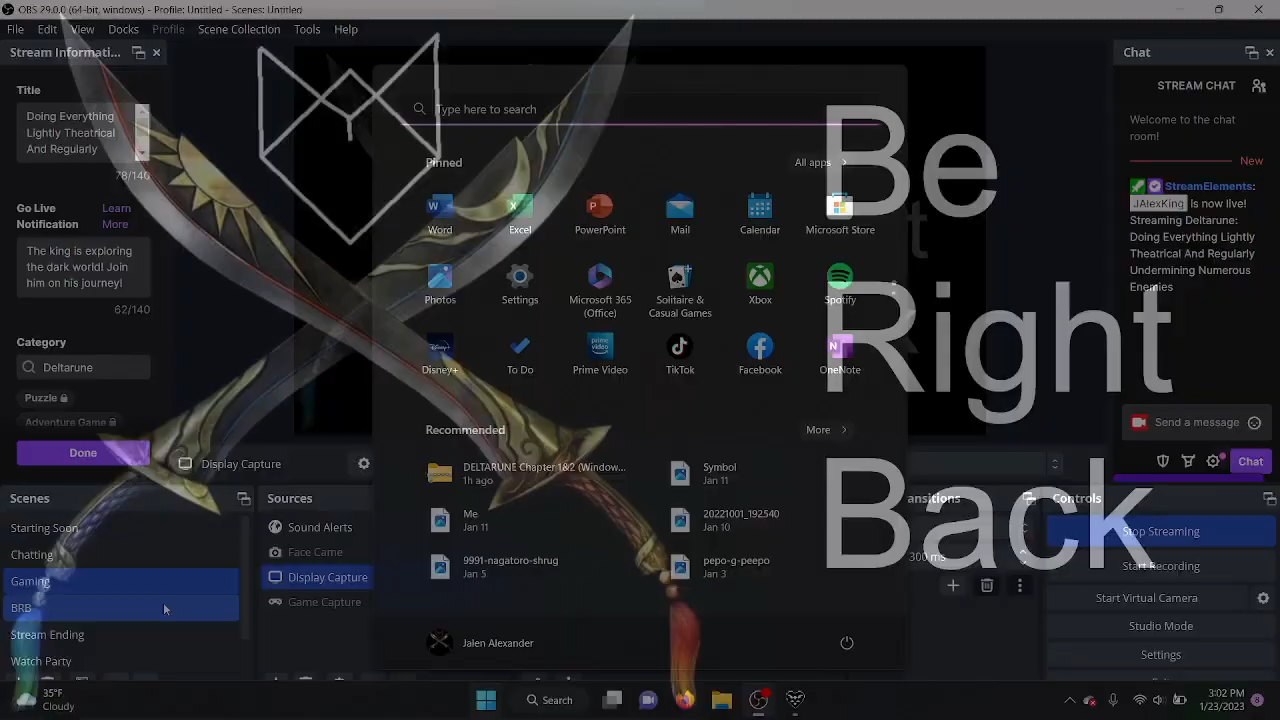 OBS 29.0.0 (64-bit, windows) - Profile: Untitled - Scenes: Untitled
File Edit View Docks Profile Scene Collection Tools Help
Stream Informati...
Title
Doing Everything
Lightly Theatrical
And Regularly
78/140
Go Live
Notification
Learn
More
The king is exploring
the dark world! Join
him on his journey!
62/140
Category
Deltarune
Puzzle
Adventure Game
Done
Display Capture
Scenes
Starting Soon
Chatting
Gaming
BRB
Stream Ending
Watch Party
Sources
Sound Alerts
Face Came
Display Capture
Game Capture
Type here to search
Pinned
All apps
Word Excel PowerPoint Mail Calendar Microsoft Store
Photos Settings Microsoft 365 (Office) Solitaire & Casual Games Xbox Spotify
Disney+ To Do Prime Video TikTok Facebook OneNote
Recommended
More
DELTARUNE Chapter 1&2 (Window...
1h ago
Symbol
Jan 11
Me
Jan 11
20221001_192540
Jan 10
9991-nagatoro-shrug
Jan 5
pepo-g-peepo
Jan 3
Jalen Alexander
Be
Right
Back
Chat
STREAM CHAT
Welcome to the chat
room!
New
StreamElements:
JAlexKing is now live!
Streaming Deltarune:
Doing Everything Lightly
Theatrical And Regularly
Undermining Numerous
Enemies
Send a message
Chat
ansitions
300 ms
Controls
Stop Streaming
Start Recording
Start Virtual Camera
Studio Mode
Settings
35°F
Cloudy
Search
3:02 PM
1/23/2023